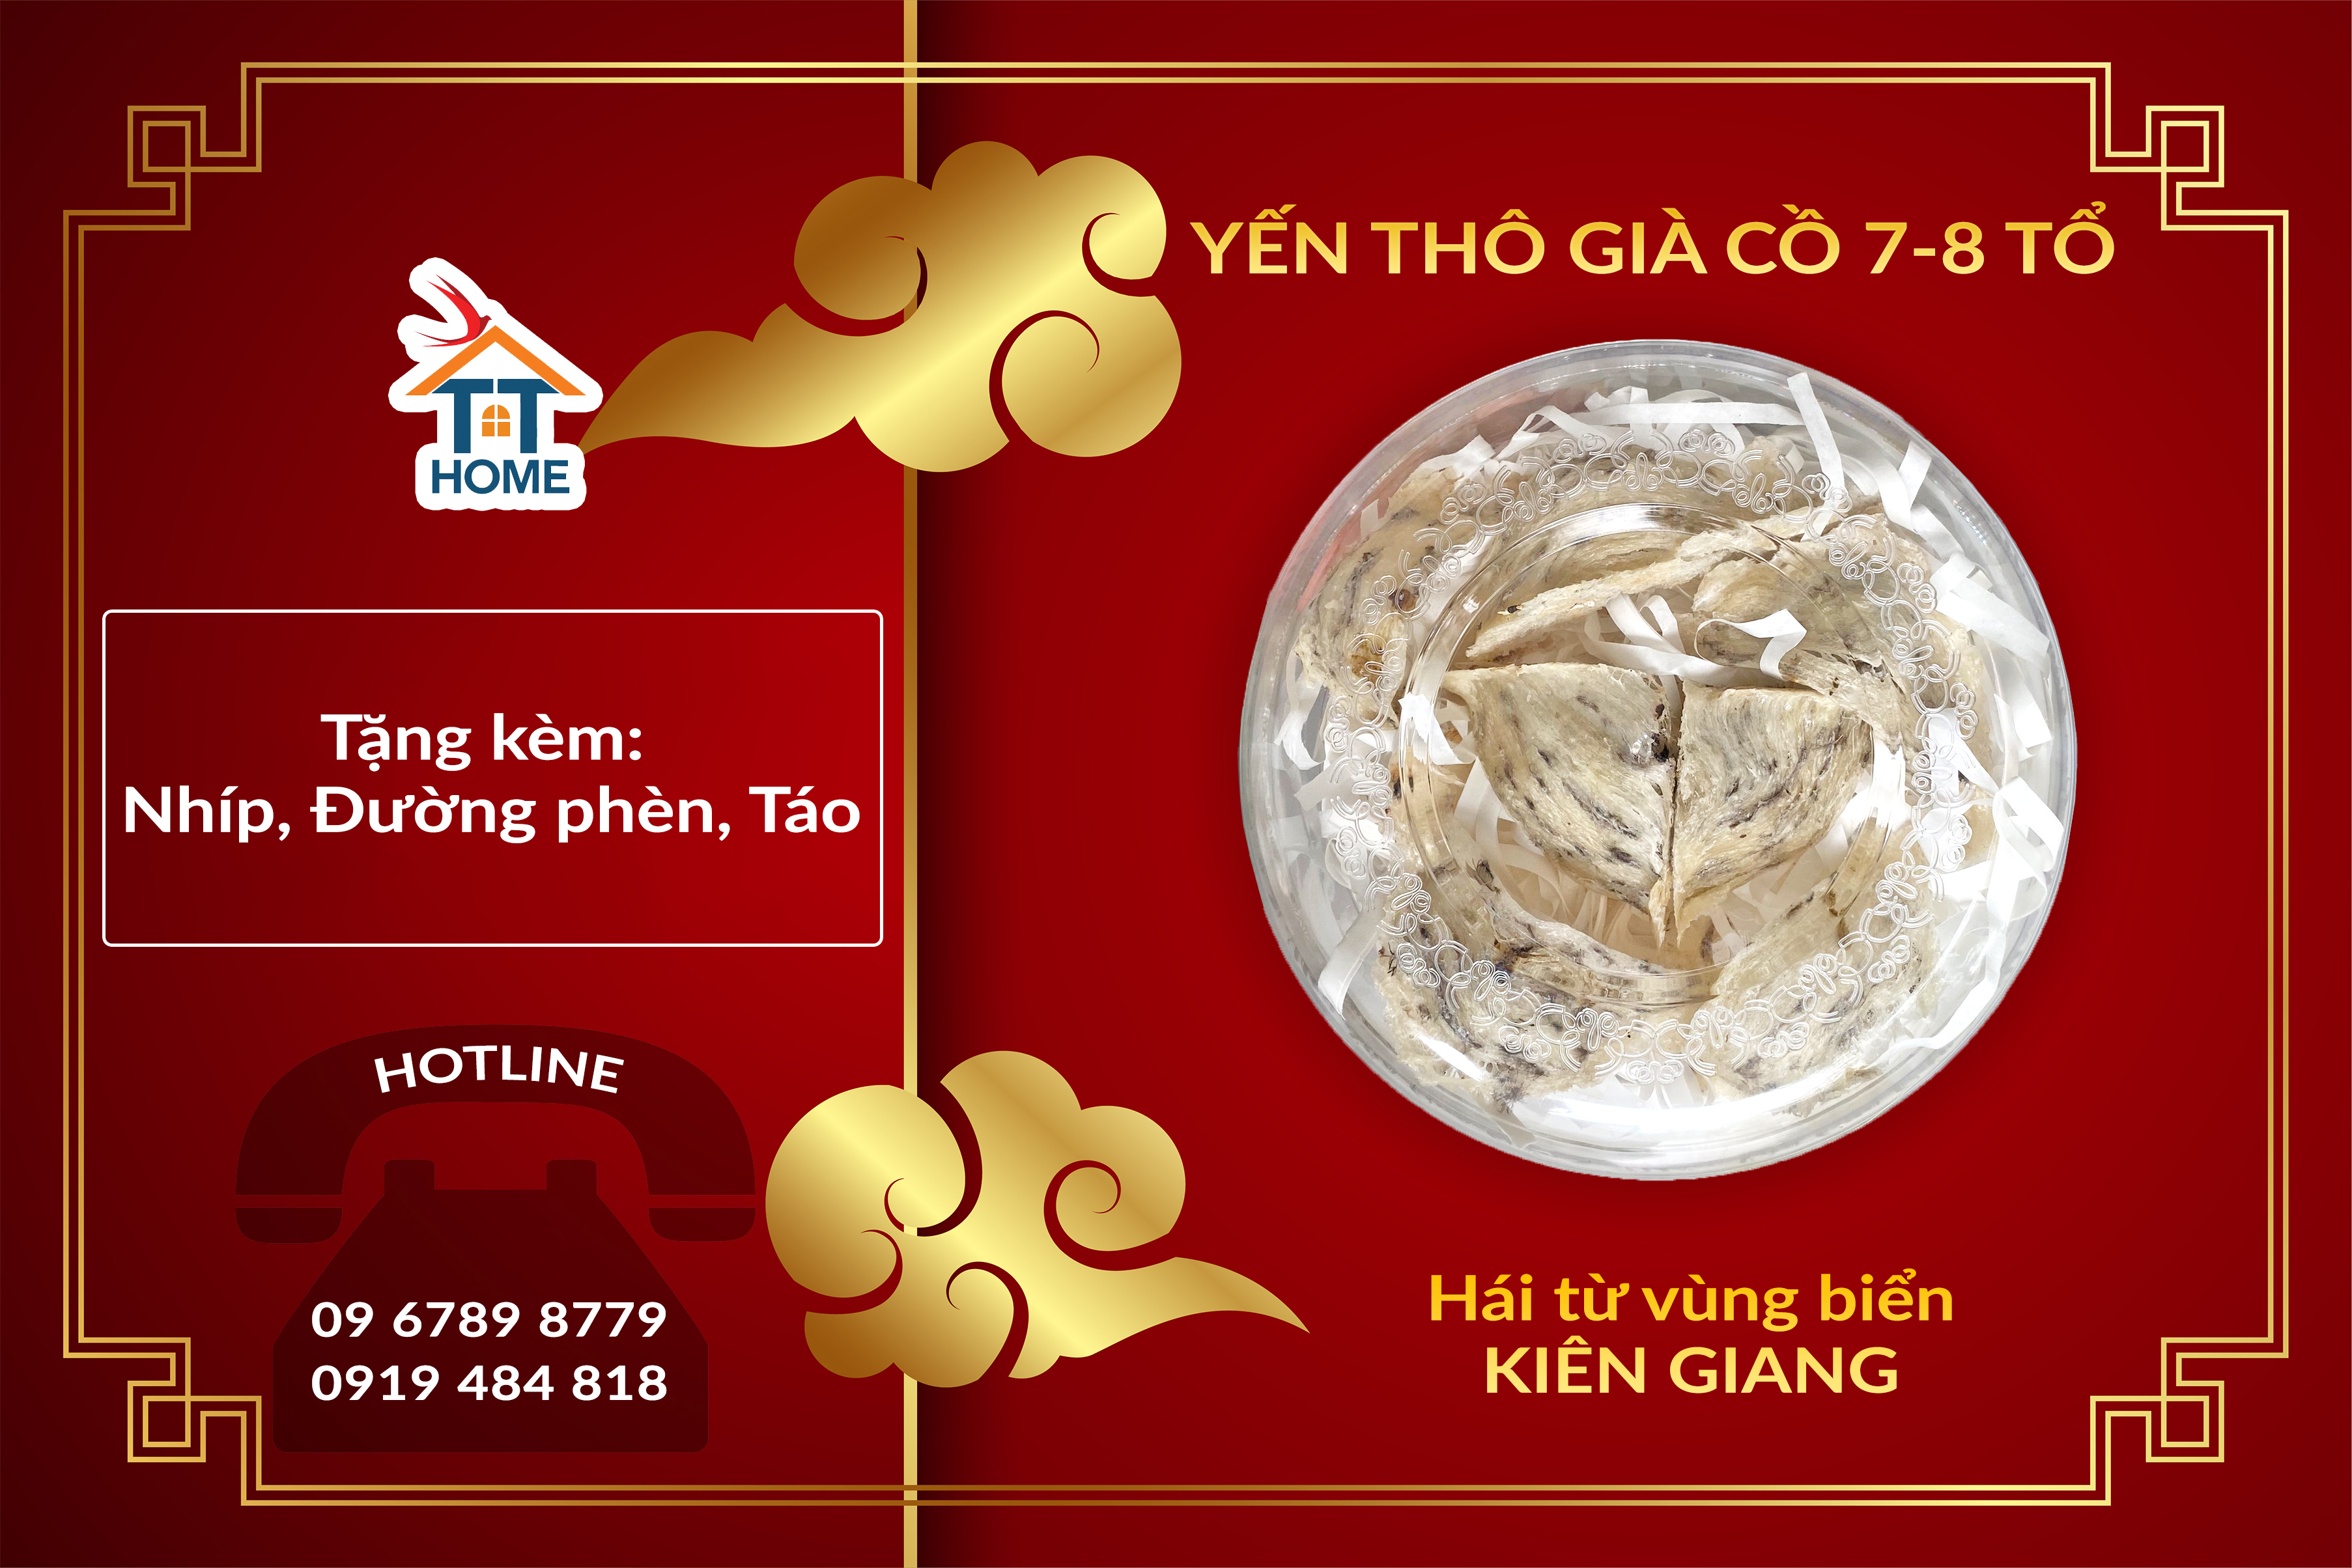 TT
HOME
Tặng kèm:
Nhíp, Đường phèn, Táo
HOTLINE
09 6789 8779
0919 484 818
YẾN THÔ GIÀ CỒ 7-8 TỔ
Hái từ vùng biển
KIÊN GIANG